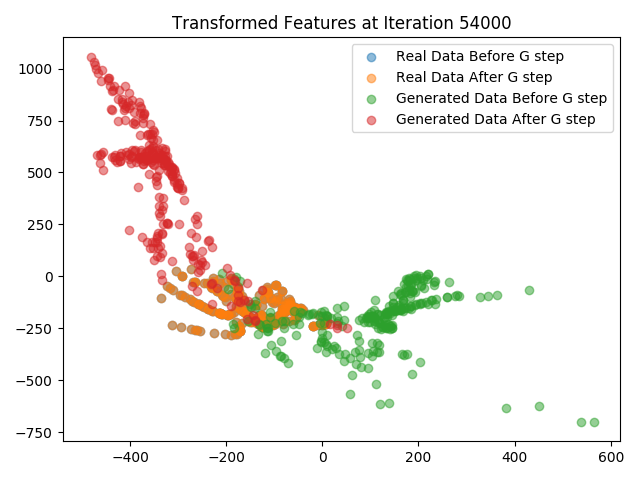 Transformed Features at Iteration 54000
Real Data Before G step
Real Data After G step
Generated Data Before G step
Generated Data After G step
1000
750
500
250
0
−250
−500
−750
−400 −200 0 200 400 600